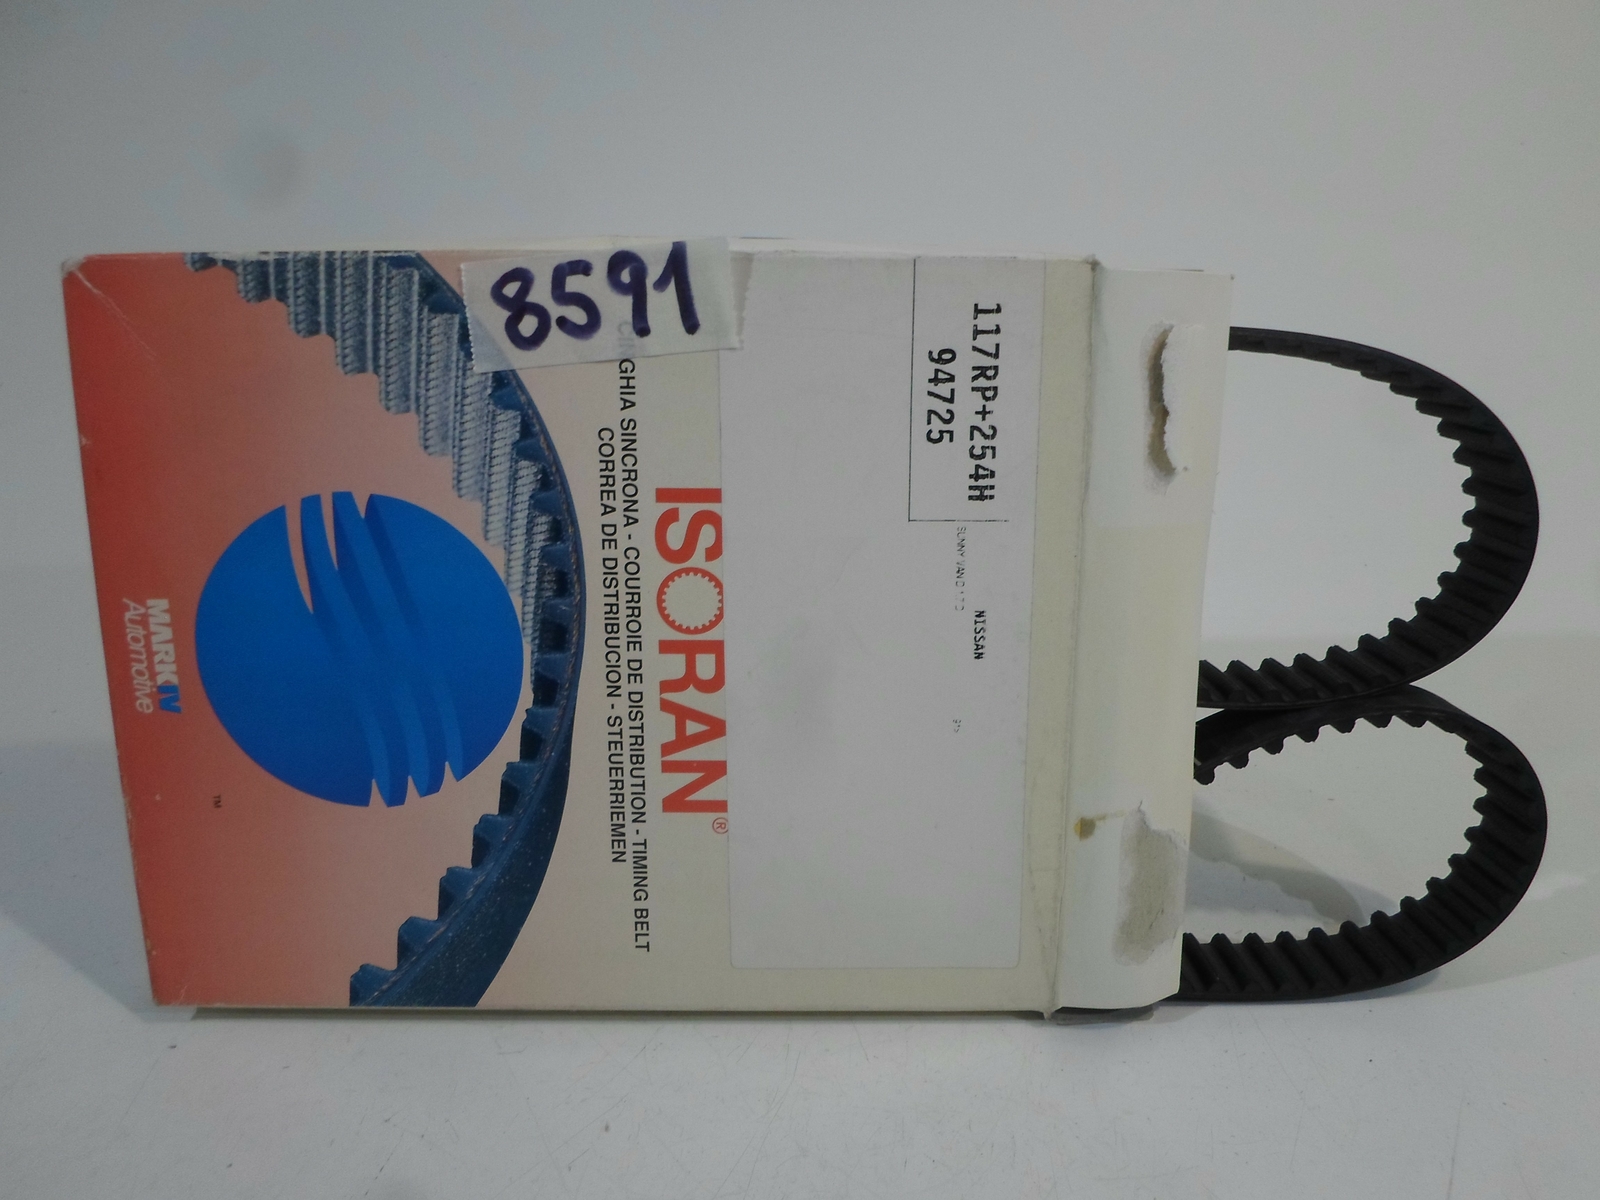 8591
117RP+254H
94725
NISSAN
ISORAN®
GHIA SINCRONA - COURROIE DE DISTRIBUTION - TIMING BELT
CORREA DE DISTRIBUCION - STEUERRIEMEN
MARK IV
Automotive
TM